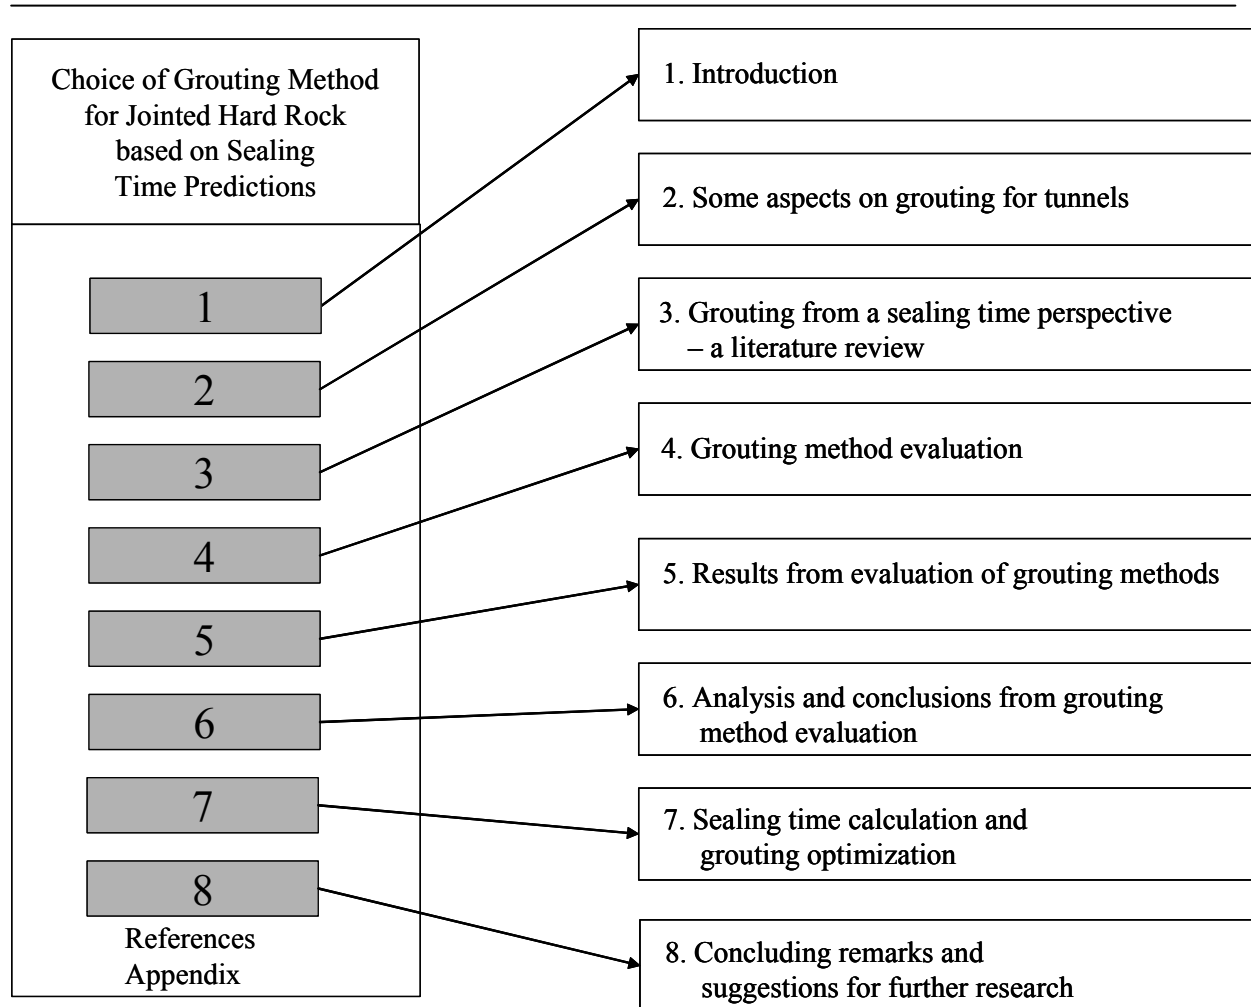 Choice of Grouting Method
for Jointed Hard Rock
based on Sealing
Time Predictions
1
2
3
4
5
6
7
8
References
Appendix
1. Introduction
2. Some aspects on grouting for tunnels
3. Grouting from a sealing time perspective
– a literature review
4. Grouting method evaluation
5. Results from evaluation of grouting methods
6. Analysis and conclusions from grouting
method evaluation
7. Sealing time calculation and
grouting optimization
8. Concluding remarks and
suggestions for further research